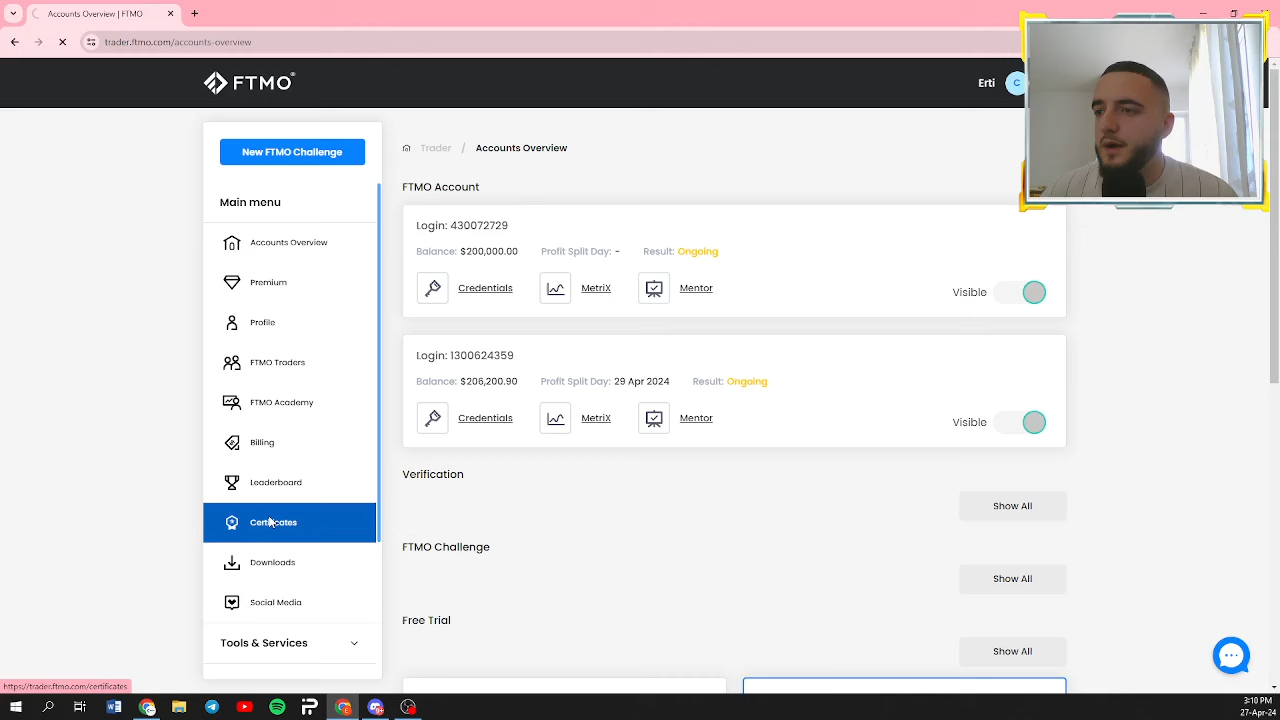 Accounts Overview | FTMO
trader.ftmo.com/accounts-overview
FTMO®
Erti
C
New FTMO Challenge
Main menu
Accounts Overview
Premium
Profile
FTMO Traders
FTMO Academy
Billing
Leaderboard
Certificates
Downloads
Social Media
Tools & Services
Trader / Accounts Overview
FTMO Account
Login: 430072729
Balance: $200,000.00 Profit Split Day: - Result: Ongoing
Credentials MetriX Mentor
Visible
Login: 1300624359
Balance: $206,200.90 Profit Split Day: 29 Apr 2024 Result: Ongoing
Credentials MetriX Mentor
Visible
Verification
Show All
FTMO Challenge
Show All
Free Trial
Show All
https://trader.ftmo.com/certificates
3:10 PM
27-Apr-24